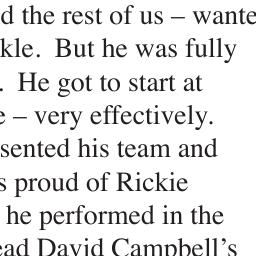 d the rest of us – wante
kle.  But he was fully
.  He got to start at
e – very effectively.
sented his team and
s proud of Rickie
he performed in the
ead David Campbell’s